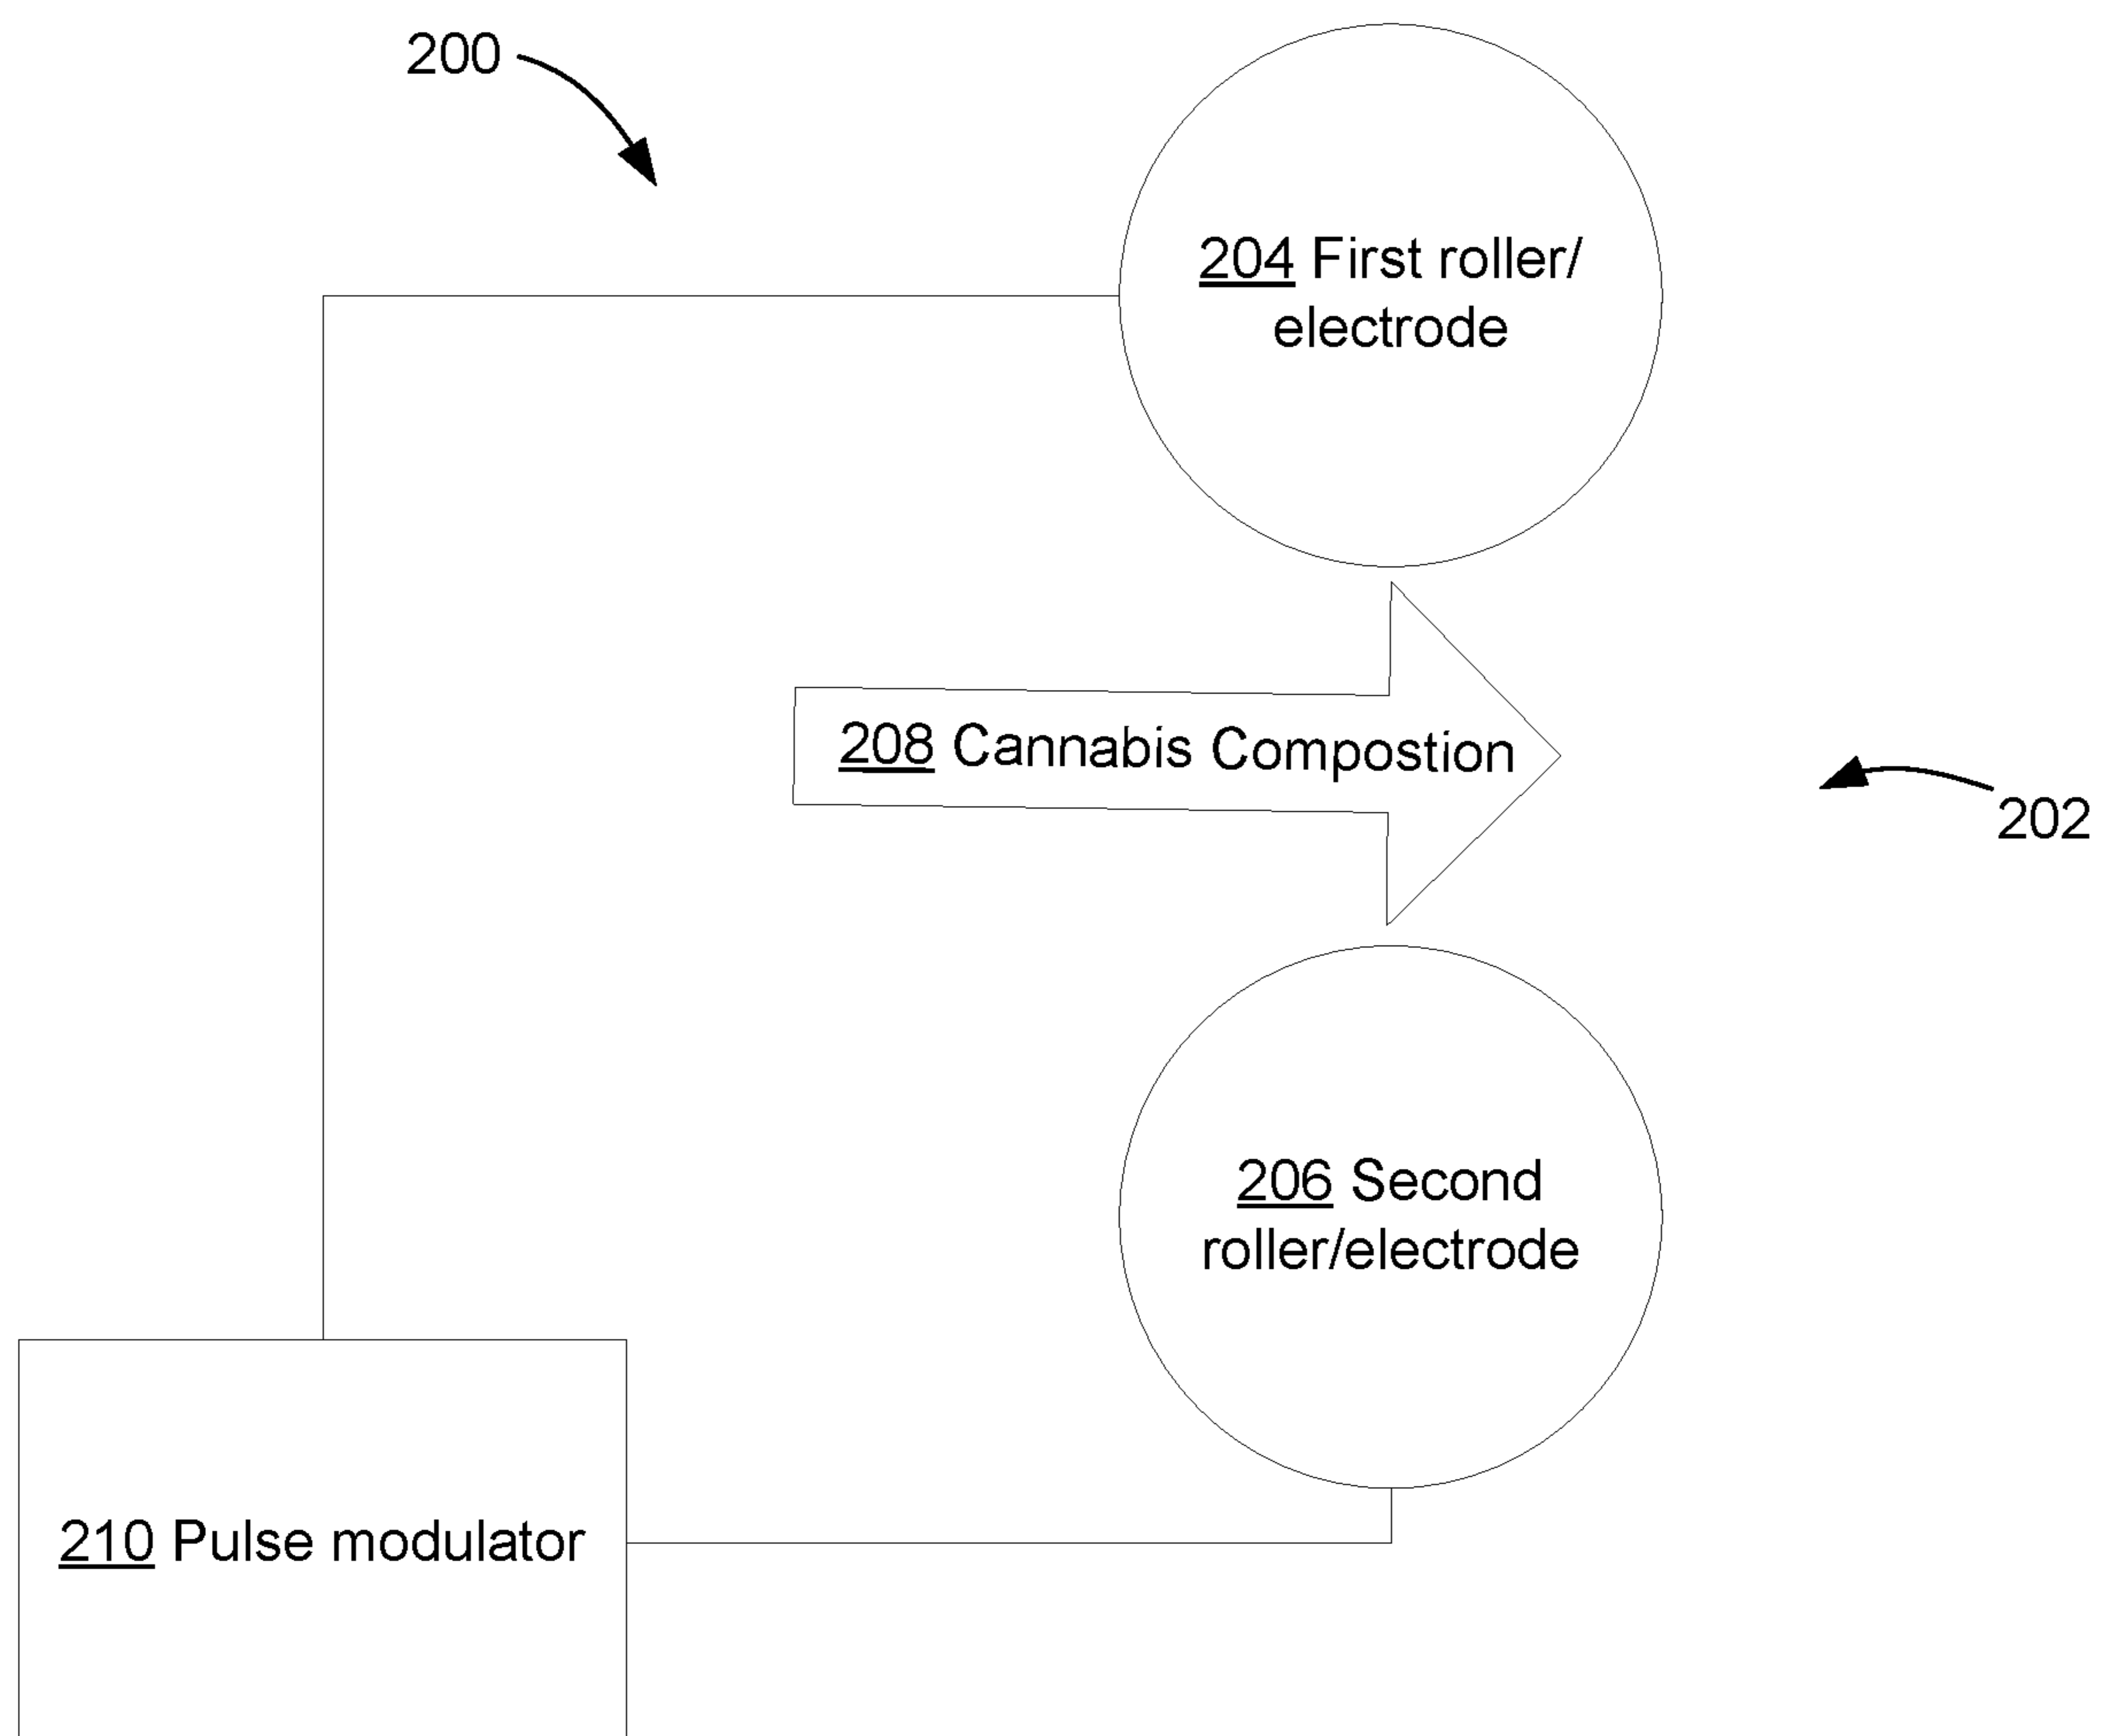 200
204 First roller/
electrode
208 Cannabis Compostion
202
206 Second
roller/electrode
210 Pulse modulator